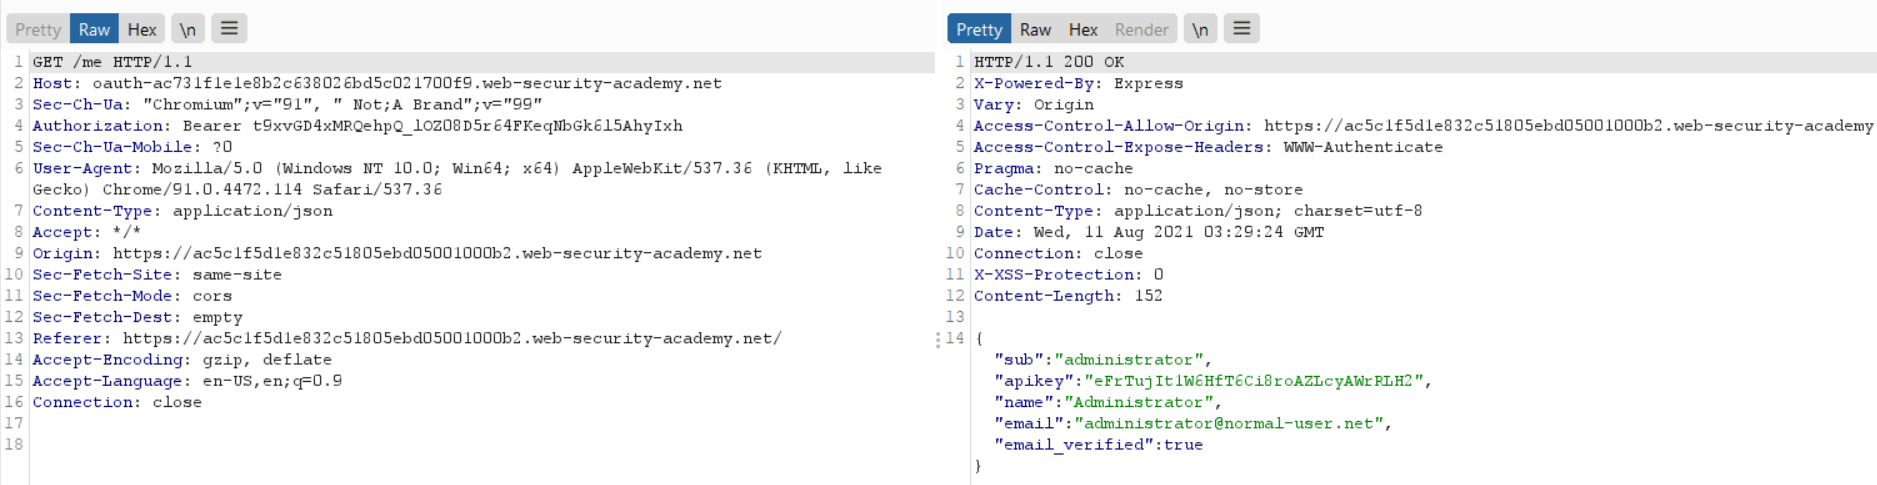 Pretty Raw Hex \n
1 GET /me HTTP/1.1
2 Host: oauth-ac731f1e1e8b2c638026bd5c021700f9.web-security-academy.net
3 Sec-Ch-Ua: "Chromium";v="91", " Not;A Brand";v="99"
4 Authorization: Bearer t9xvGD4xMRQehpQ_lOZ08D5r64FKeqNbGk6l5AhyIxh
5 Sec-Ch-Ua-Mobile: ?0
6 User-Agent: Mozilla/5.0 (Windows NT 10.0; Win64; x64) AppleWebKit/537.36 (KHTML, like
Gecko) Chrome/91.0.4472.114 Safari/537.36
7 Content-Type: application/json
8 Accept: */*
9 Origin: https://ac5c1f5d1e832c51805ebd05001000b2.web-security-academy.net
10 Sec-Fetch-Site: same-site
11 Sec-Fetch-Mode: cors
12 Sec-Fetch-Dest: empty
13 Referer: https://ac5c1f5d1e832c51805ebd05001000b2.web-security-academy.net/
14 Accept-Encoding: gzip, deflate
15 Accept-Language: en-US,en;q=0.9
16 Connection: close
17
18
Pretty Raw Hex Render \n
1 HTTP/1.1 200 OK
2 X-Powered-By: Express
3 Vary: Origin
4 Access-Control-Allow-Origin: https://ac5c1f5d1e832c51805ebd05001000b2.web-security-academy
5 Access-Control-Expose-Headers: WWW-Authenticate
6 Pragma: no-cache
7 Cache-Control: no-cache, no-store
8 Content-Type: application/json; charset=utf-8
9 Date: Wed, 11 Aug 2021 03:29:24 GMT
10 Connection: close
11 X-XSS-Protection: 0
12 Content-Length: 152
13
14 {
"sub":"administrator",
"apikey":"eFrTujIt1W6HfT6Ci8roAZLcyAWrRLH2",
"name":"Administrator",
"email":"administrator@normal-user.net",
"email_verified":true
}